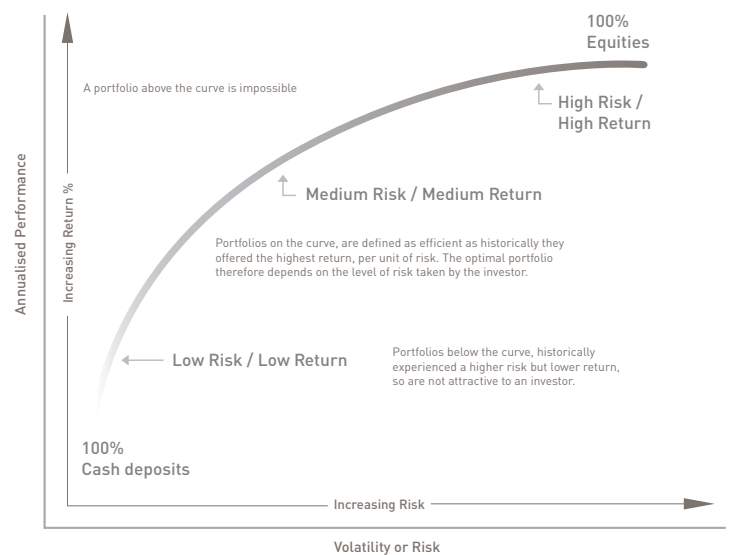 100%
Equities
A portfolio above the curve is impossible
High Risk /
High Return
Medium Risk / Medium Return
Portfolios on the curve, are defined as efficient as historically they
offered the highest return, per unit of risk. The optimal portfolio
therefore depends on the level of risk taken by the investor.
Low Risk / Low Return
Portfolios below the curve, historically
experienced a higher risk but lower return,
so are not attractive to an investor.
100%
Cash deposits
Annualised Performance
Increasing Return %
Increasing Risk
Volatility or Risk